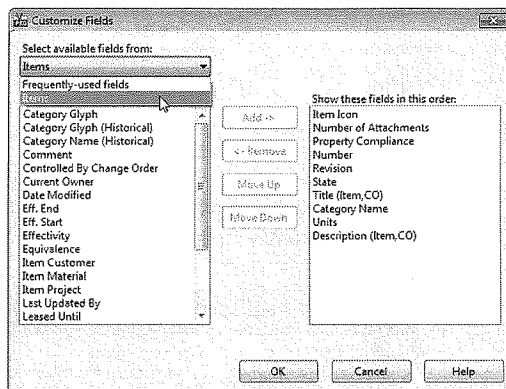 Customize Fields
Select available fields from:
Items
Frequently-used fields
Items
Category Glyph
Category Glyph (Historical)
Category Name (Historical)
Comment
Controlled By Change Order
Current Owner
Date Modified
Eff. End
Eff. Start
Effectivity
Equivalence
Item Customer
Item Material
Item Project
Last Updated By
Leased Until
Add ->
<- Remove
Move Up
Move Down
Show these fields in this order:
Item Icon
Number of Attachments
Property Compliance
Number
Revision
State
Title (Item,CO)
Category Name
Units
Description (Item,CO)
OK
Cancel
Help